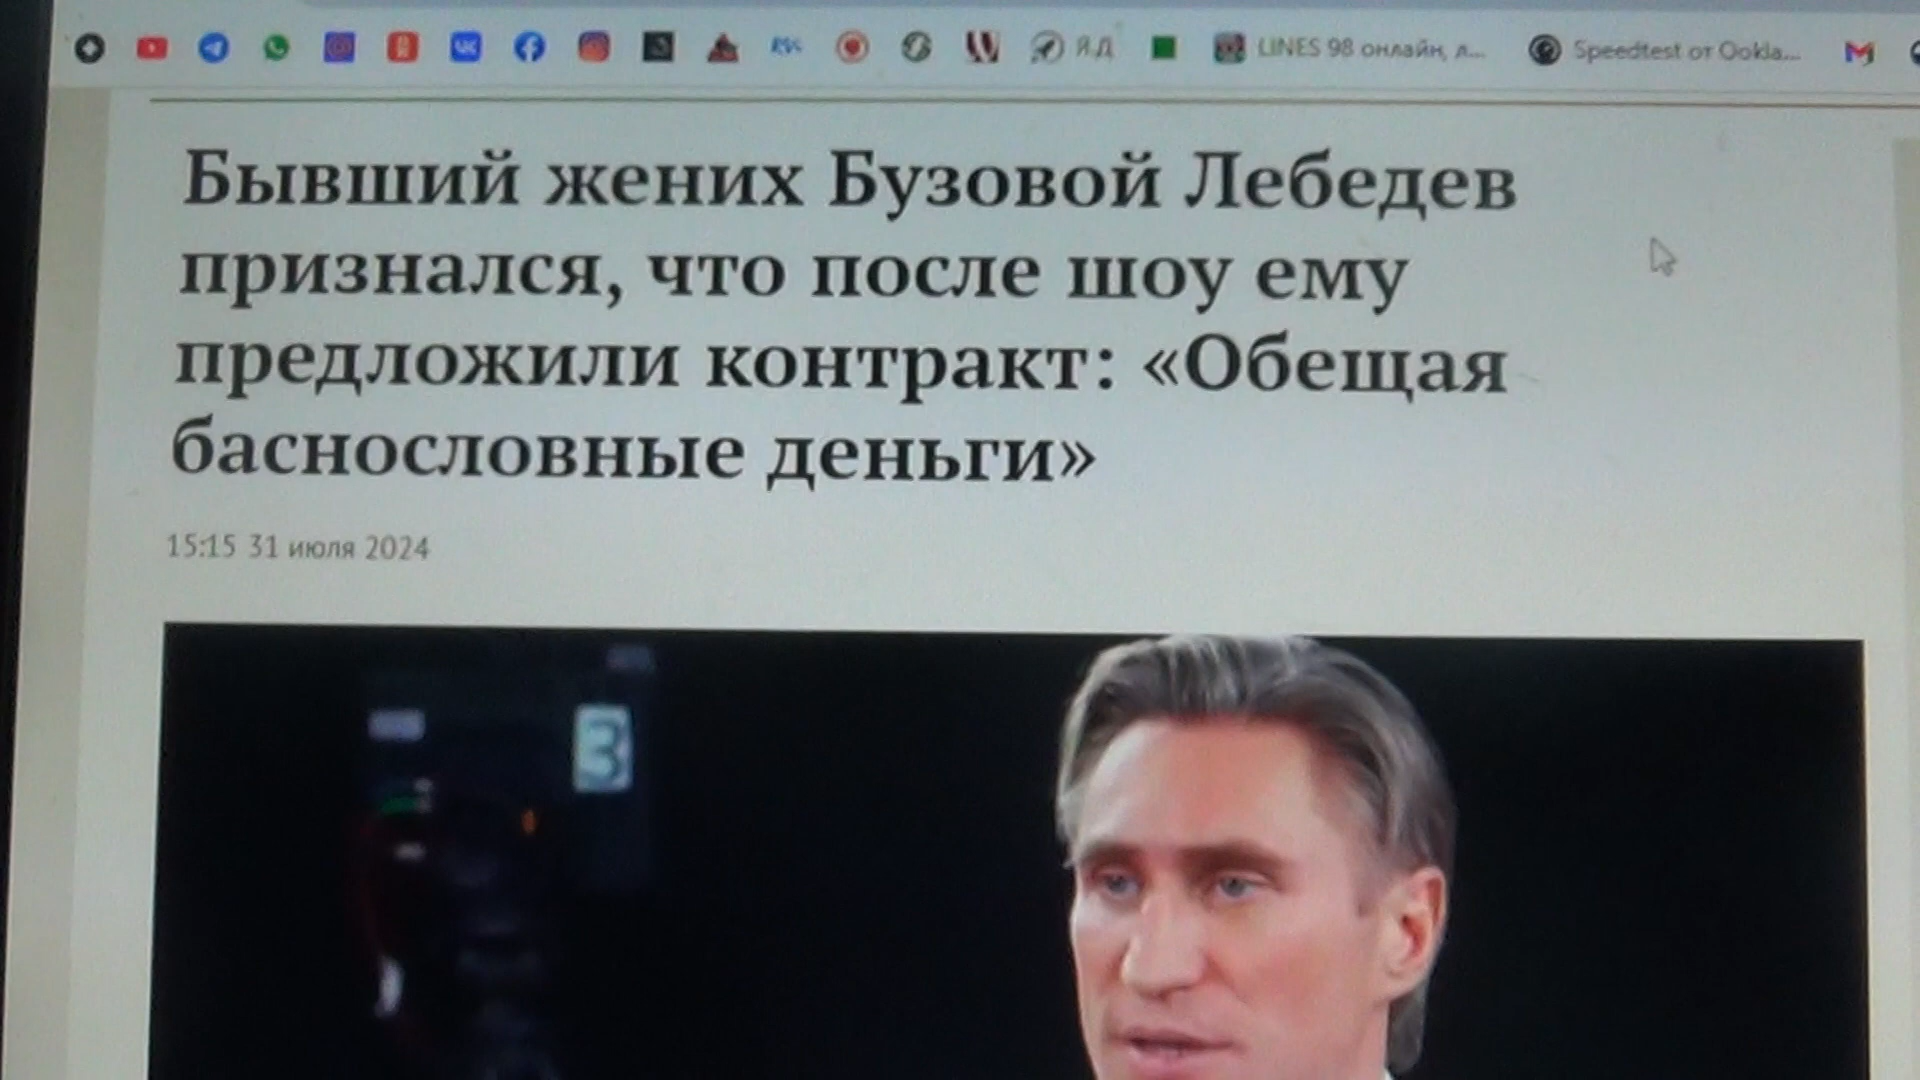 Я.Д
LINES 98 онлайн, л...
Speedtest от Ookla...
Бывший жених Бузовой Лебедев
признался, что после шоу ему
предложили контракт: «Обещая
баснословные деньги»
15:15 31 июля 2024
3